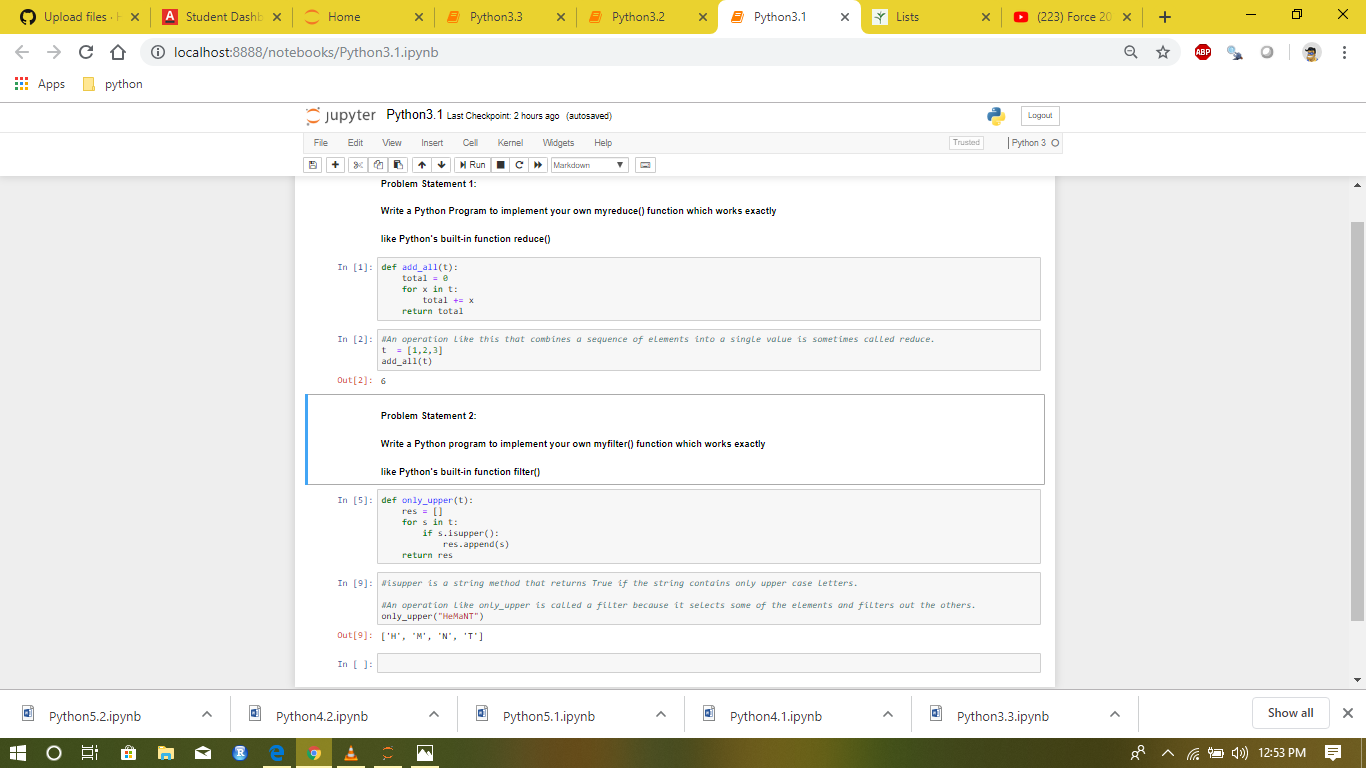 Upload files · H
Student Dashb
Home
Python3.3
Python3.2
Python3.1
Lists
(223) Force 20
localhost:8888/notebooks/Python3.1.ipynb
ABP
Apps
python
jupyter Python3.1 Last Checkpoint: 2 hours ago (autosaved)
Logout
File Edit View Insert Cell Kernel Widgets Help
Trusted
Python 3
Run
Markdown
Problem Statement 1:
Write a Python Program to implement your own myreduce() function which works exactly
like Python's built-in function reduce()
In [1]: def add_all(t):
total = 0
for x in t:
total += x
return total
In [2]: #An operation like this that combines a sequence of elements into a single value is sometimes called reduce.
t  = [1,2,3]
add_all(t)
Out[2]: 6
Problem Statement 2:
Write a Python program to implement your own myfilter() function which works exactly
like Python's built-in function filter()
In [5]: def only_upper(t):
res = []
for s in t:
if s.isupper():
res.append(s)
return res
In [9]: #isupper is a string method that returns True if the string contains only upper case letters.
#An operation like only_upper is called a filter because it selects some of the elements and filters out the others.
only_upper("HeMaNT")
Out[9]: ['H', 'M', 'N', 'T']
In [ ]:
Python5.2.ipynb
Python4.2.ipynb
Python5.1.ipynb
Python4.1.ipynb
Python3.3.ipynb
Show all
12:53 PM